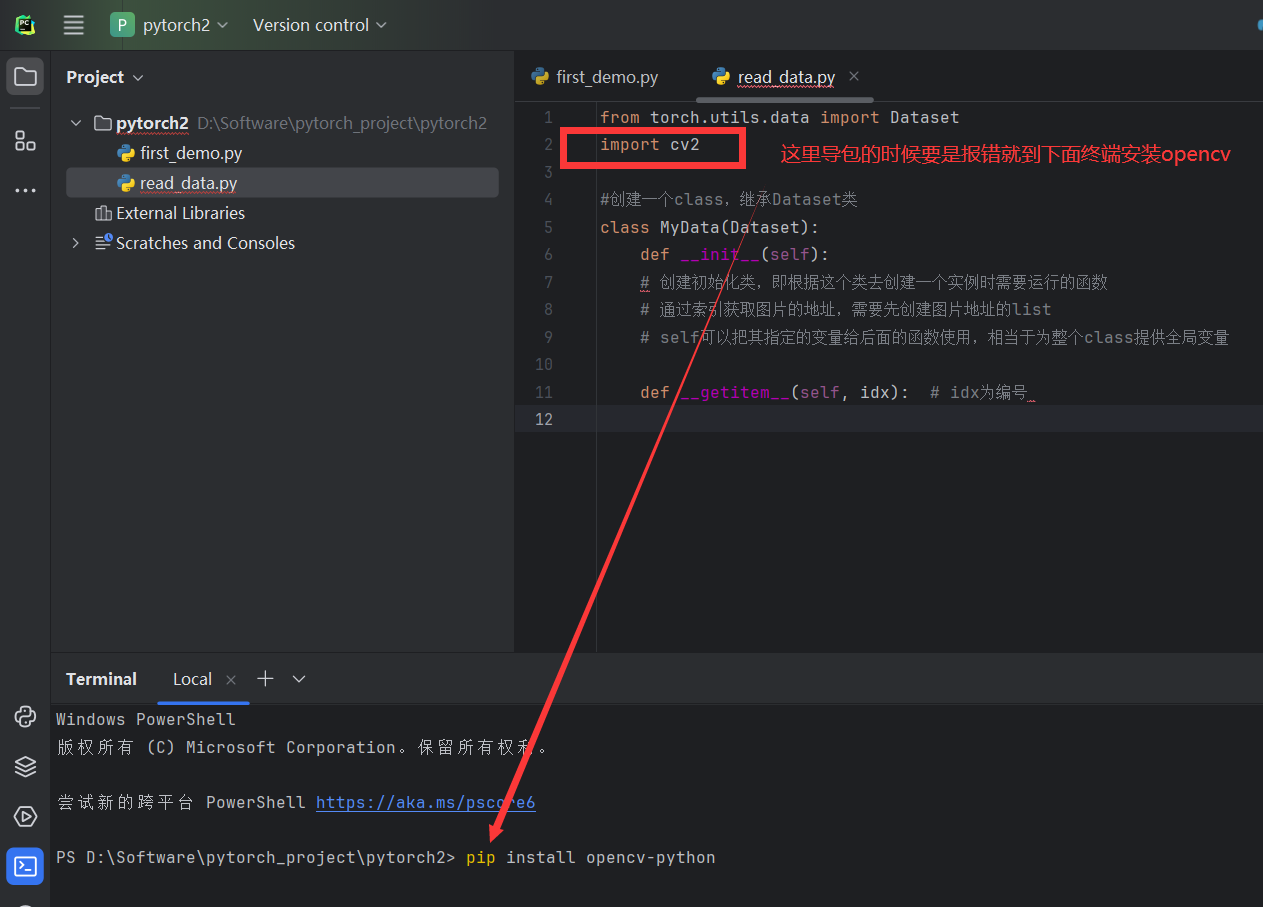 PC
P pytorch2 Version control
Project
pytorch2 D:\Software\pytorch_project\pytorch2
first_demo.py
read_data.py
External Libraries
Scratches and Consoles
first_demo.py read_data.py
1 from torch.utils.data import Dataset
2 import cv2
这里导包的时候要是报错就到下面终端安装opencv
3
4 #创建一个class，继承Dataset类
5 class MyData(Dataset):
6 def __init__(self):
7 # 创建初始化类，即根据这个类去创建一个实例时需要运行的函数
8 # 通过索引获取图片的地址，需要先创建图片地址的list
9 # self可以把其指定的变量给后面的函数使用，相当于为整个class提供全局变量
10
11 def __getitem__(self, idx): # idx为编号
12
Terminal Local
Windows PowerShell
版权所有 (C) Microsoft Corporation。保留所有权利。
尝试新的跨平台 PowerShell https://aka.ms/pscore6
PS D:\Software\pytorch_project\pytorch2> pip install opencv-python